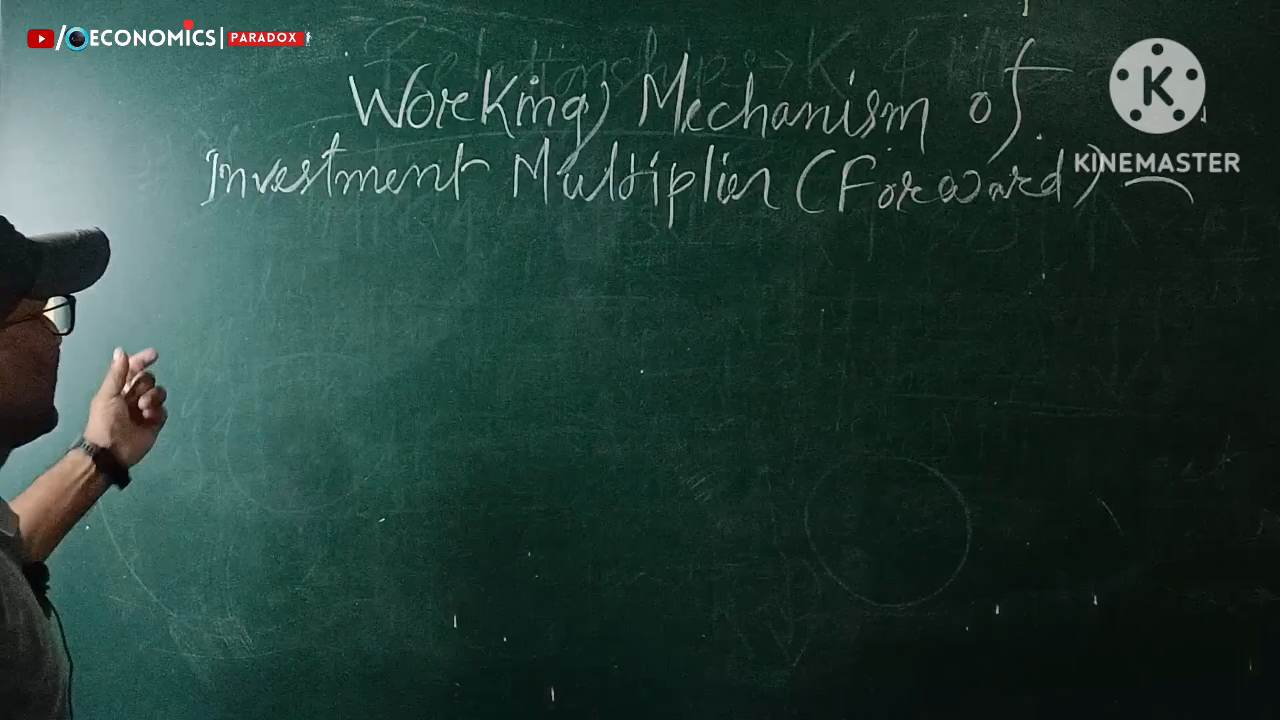 /ECONOMICS| PARADOX
Working Mechanism of
Investment Multiplier (Forward)
K
KINEMASTER